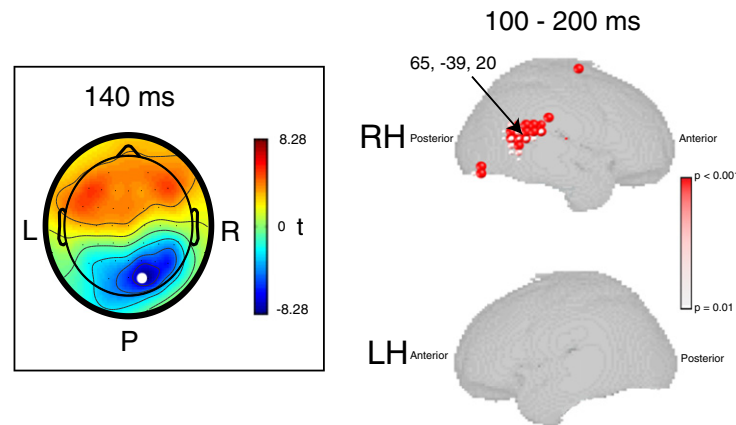 100 - 200 ms
65, -39, 20
140 ms
8.28
0 t
-8.28
L
R
P
RH Posterior
Anterior
p < 0.001
p = 0.01
LH Anterior
Posterior